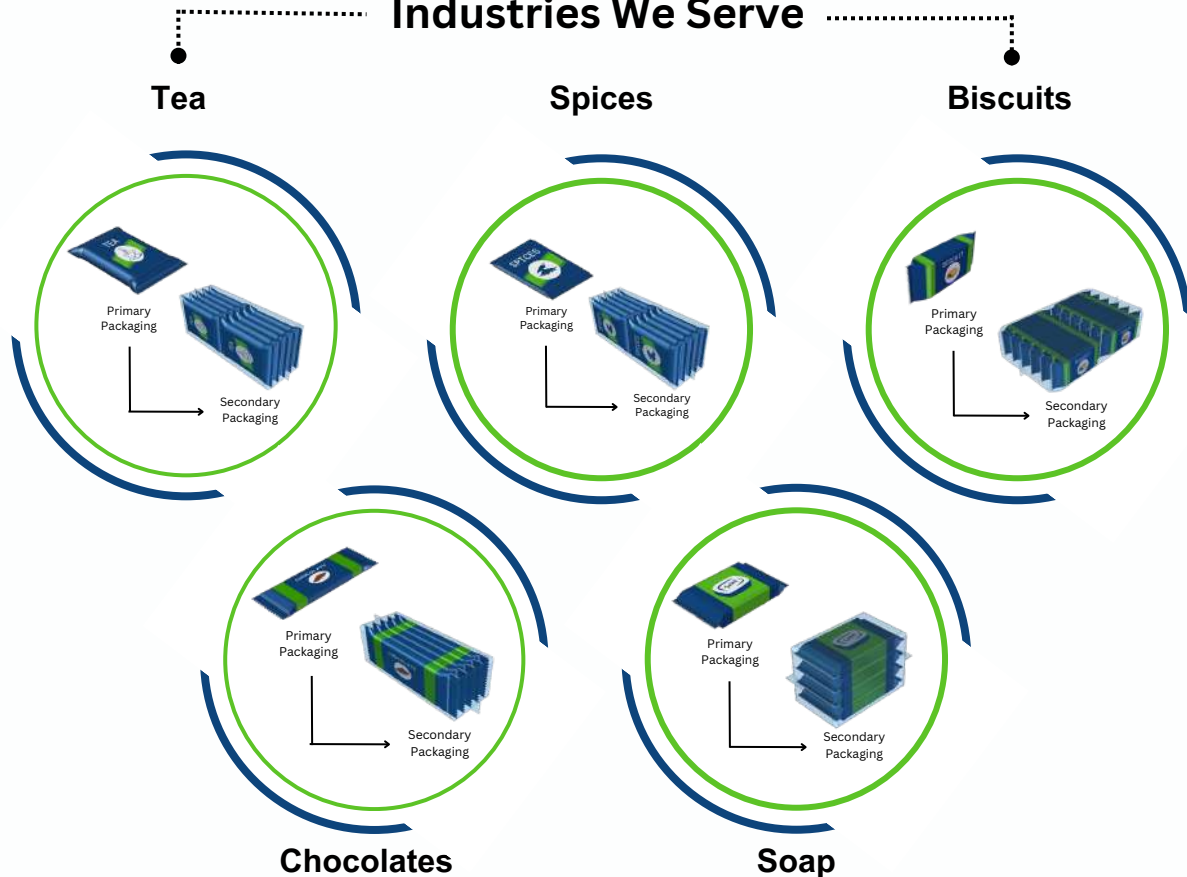 Industries We Serve
Tea
Spices
Biscuits
TEA
Primary
Packaging
Secondary
Packaging
SPICES
Primary
Packaging
Secondary
Packaging
Primary
Packaging
Secondary
Packaging
Primary
Packaging
Secondary
Packaging
Primary
Packaging
Secondary
Packaging
Chocolates
Soap